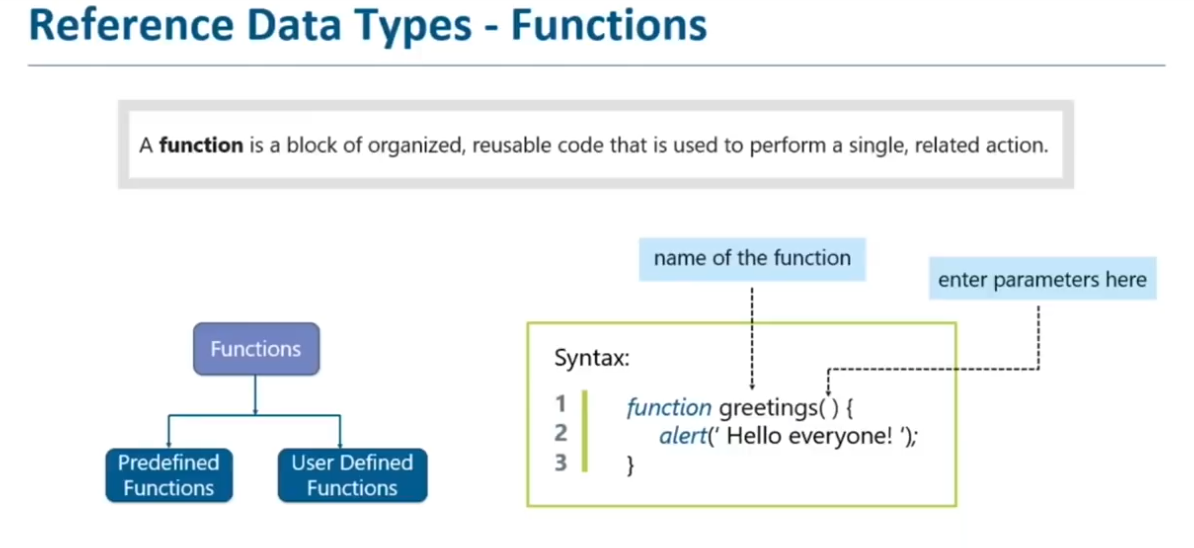 Reference Data Types - Functions
A function is a block of organized, reusable code that is used to perform a single, related action.
name of the function
enter parameters here
Functions
Predefined
Functions
User Defined
Functions
Syntax:
1 function greetings( ) {
2 alert(‘ Hello everyone! ‘);
3 }